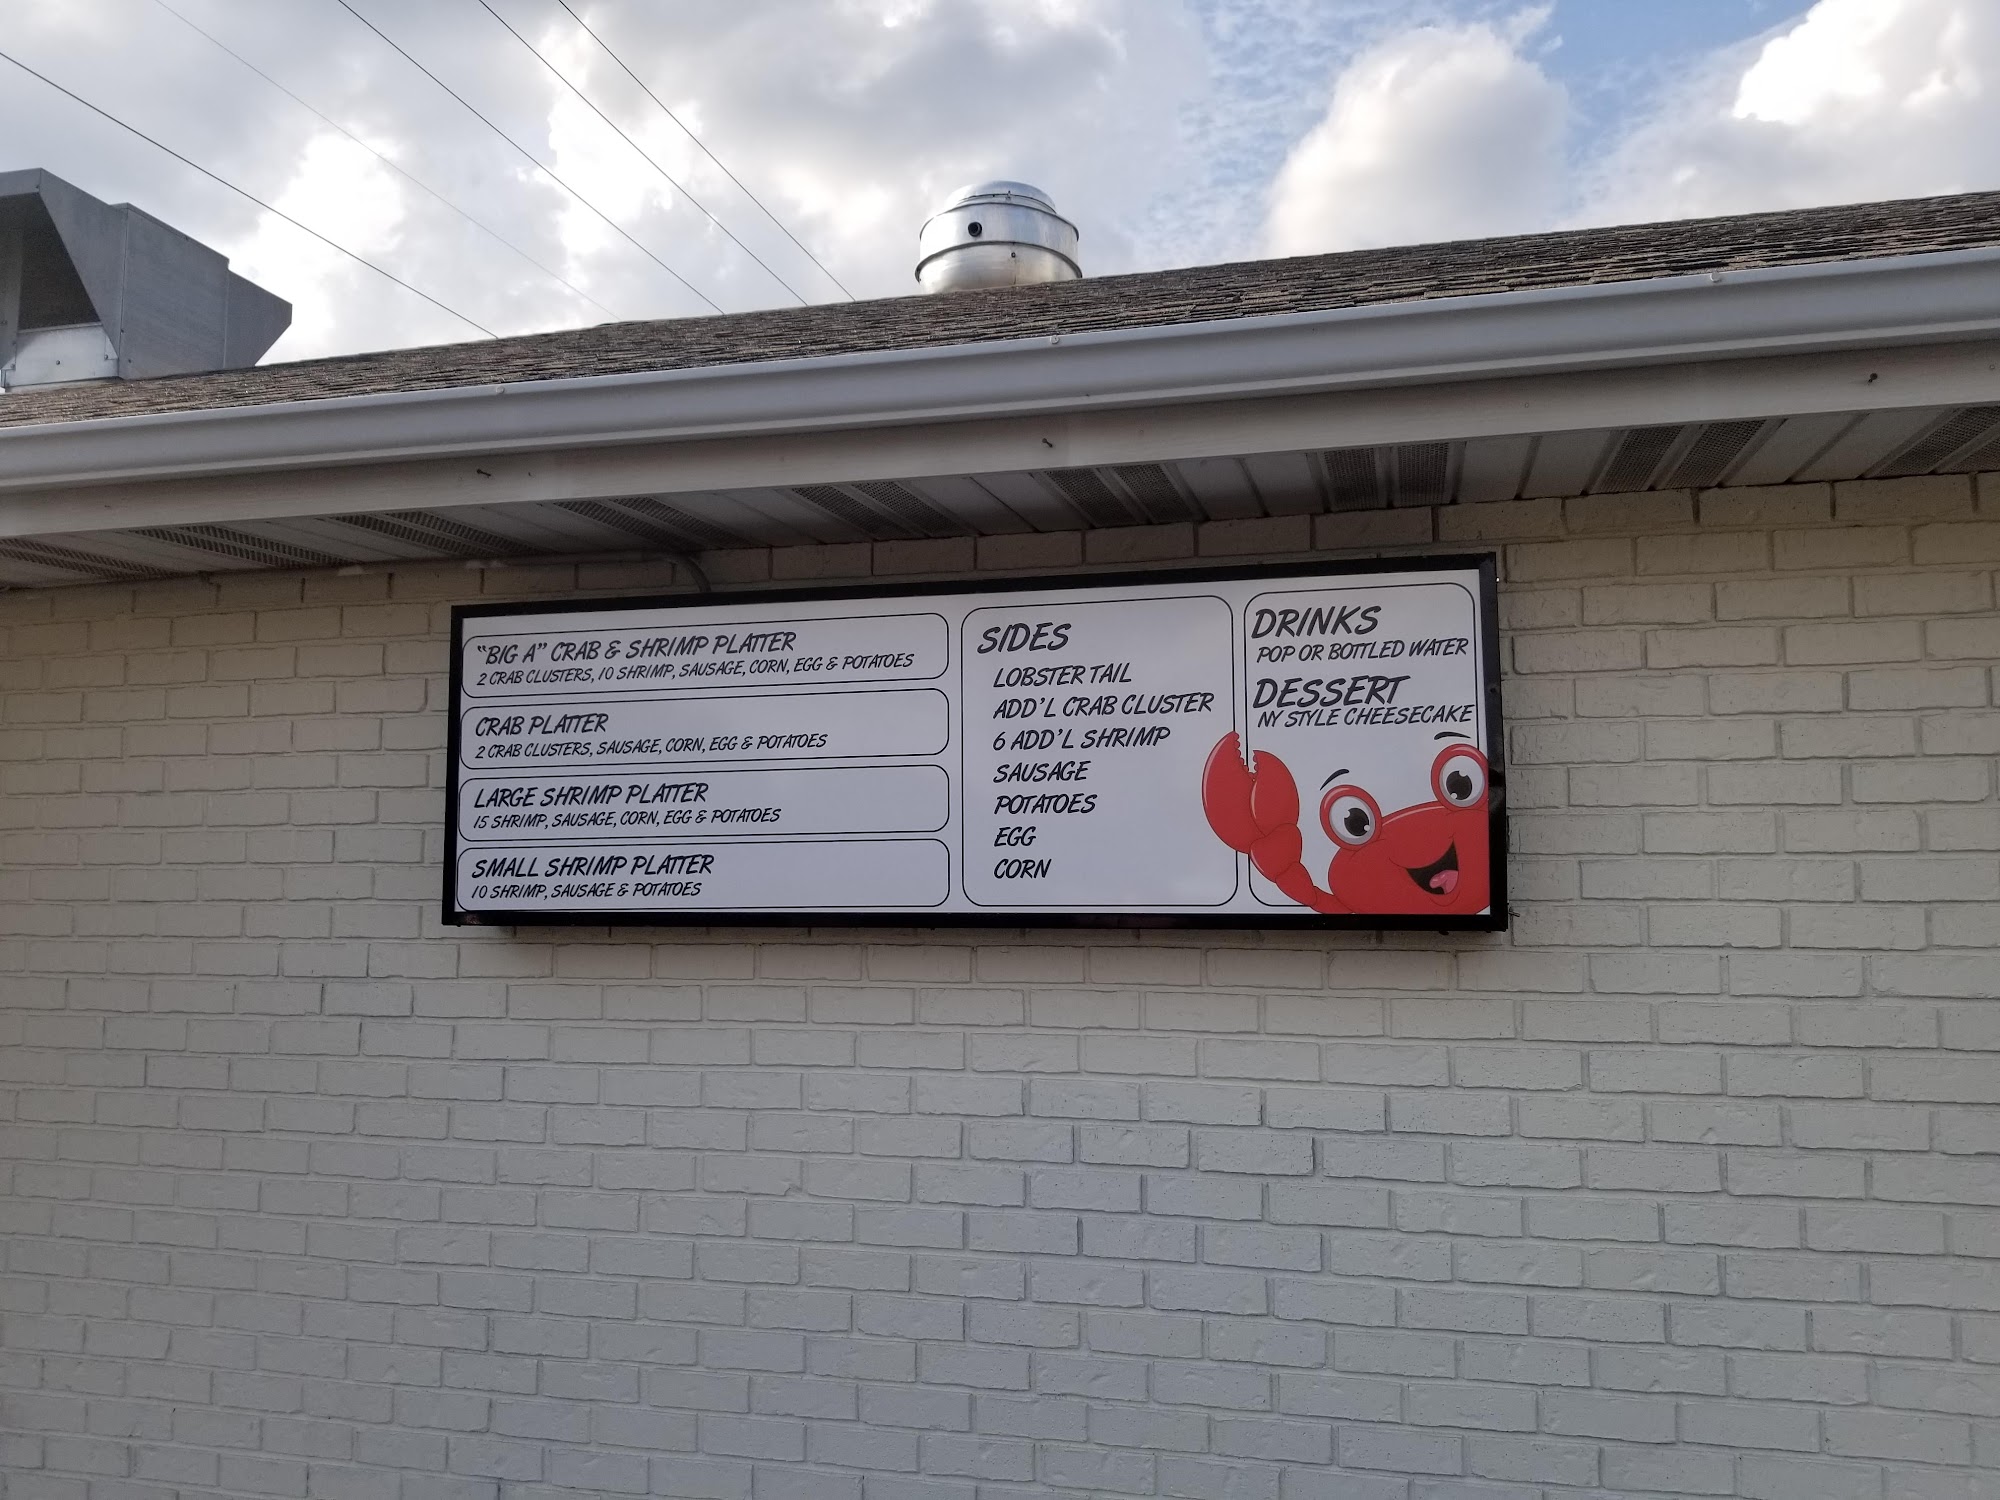 "BIG A" CRAB & SHRIMP PLATTER
2 CRAB CLUSTERS, 10 SHRIMP, SAUSAGE, CORN, EGG & POTATOES
CRAB PLATTER
2 CRAB CLUSTERS, SAUSAGE, CORN, EGG & POTATOES
LARGE SHRIMP PLATTER
15 SHRIMP, SAUSAGE, CORN, EGG & POTATOES
SMALL SHRIMP PLATTER
10 SHRIMP, SAUSAGE & POTATOES
SIDES
LOBSTER TAIL
ADD'L CRAB CLUSTER
6 ADD'L SHRIMP
SAUSAGE
POTATOES
EGG
CORN
DRINKS
POP OR BOTTLED WATER
DESSERT
NY STYLE CHEESECAKE